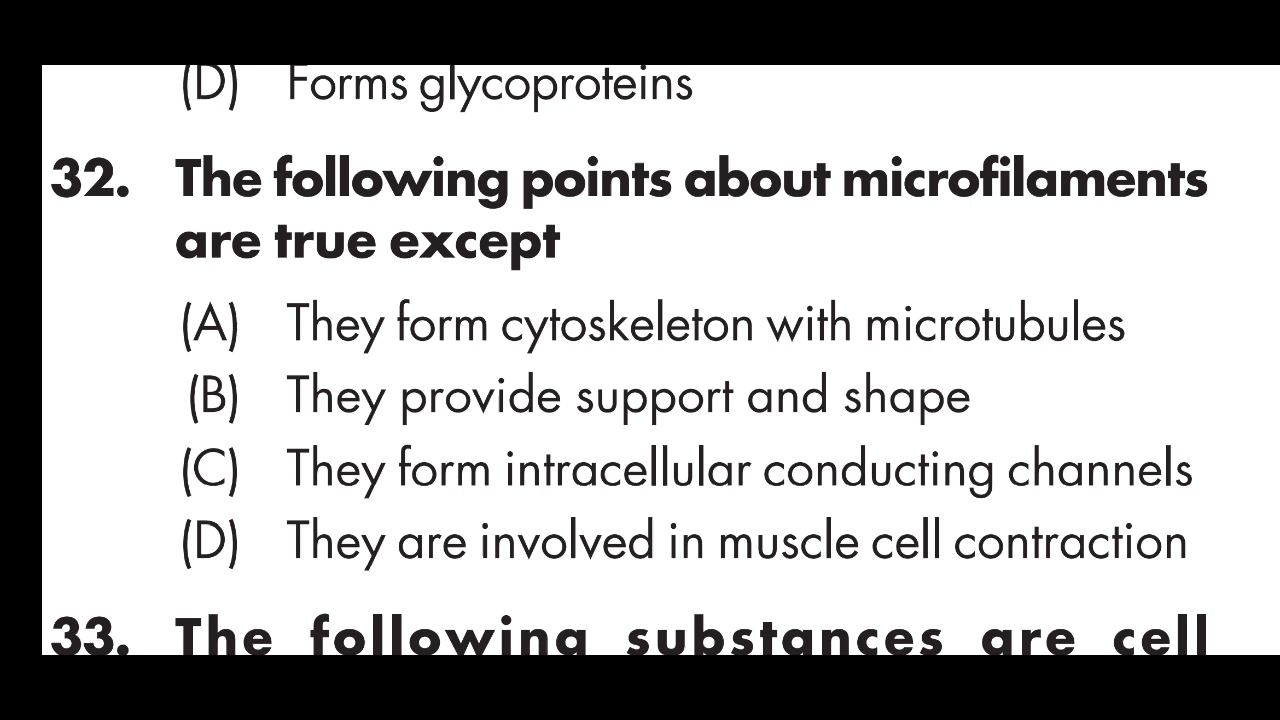 (D) Forms glycoproteins
32. The following points about microfilaments
are true except
(A) They form cytoskeleton with microtubules
(B) They provide support and shape
(C) They form intracellular conducting channels
(D) They are involved in muscle cell contraction
33. The following substances are cell